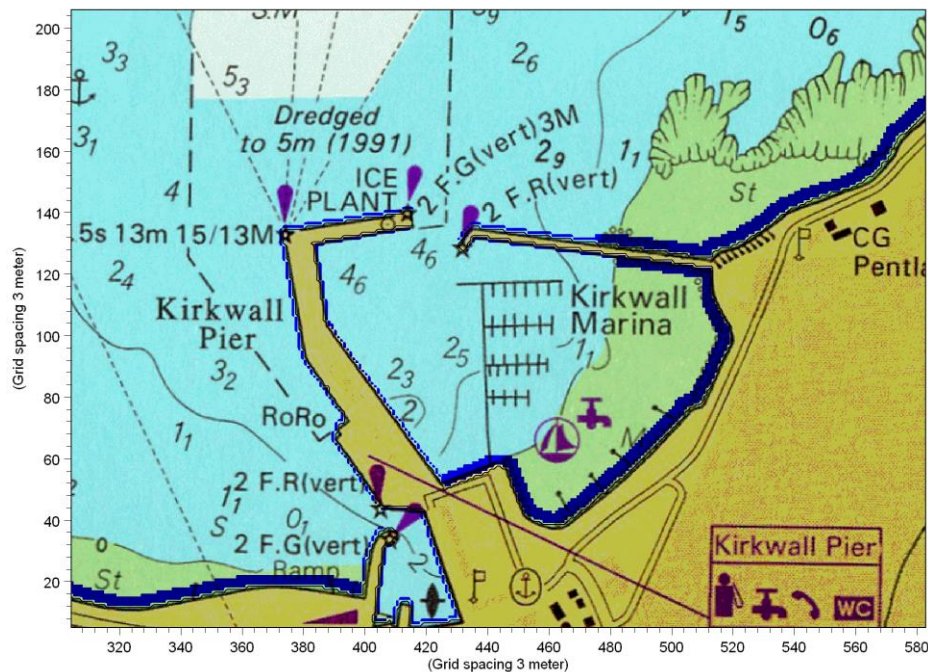 S.M
3₉
1₅
0₆
3₃
2₆
5₃
3₁
Dredged
to 5m (1991)
2 F.G(vert)3M
2₉
1₁
ICE
PLANT
2 F.R(vert)
St
4
.5s 13m 15/13M
4₆
4₆
CG
Pentla
2₄
Kirkwall
Pier
Kirkwall
Marina
3₂
2₅
1₁
2₃
2
RoRo
1₁
M
2 F.R(vert)
1₁
S
0₁
2 F.G(vert)
Kirkwall Pier
St
Ramp
2
WC
200
180
160
140
120
100
80
60
40
20
(Grid spacing 3 meter)
320 340 360 380 400 420 440 460 480 500 520 540 560 580
(Grid spacing 3 meter)